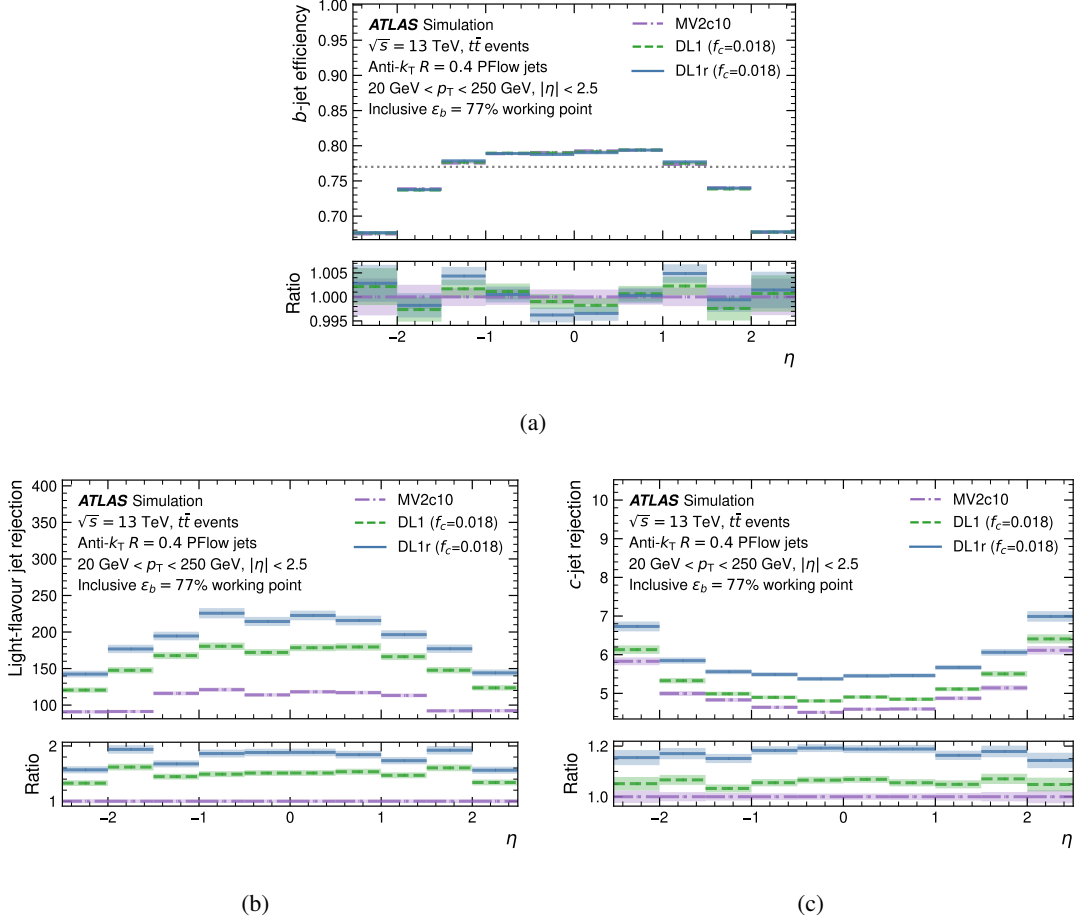 b-jet efficiency
1.00
0.95
0.90
0.85
0.80
0.75
0.70
ATLAS Simulation
√s = 13 TeV, tt̄ events
Anti-kT R = 0.4 PFlow jets
20 GeV < pT < 250 GeV, |η| < 2.5
Inclusive εb = 77% working point
MV2c10
DL1 (fc=0.018)
DL1r (fc=0.018)
Ratio
1.005
1.000
0.995
−2 −1 0 1 2
η
(a)
Light-flavour jet rejection
400
350
300
250
200
150
100
ATLAS Simulation
√s = 13 TeV, tt̄ events
Anti-kT R = 0.4 PFlow jets
20 GeV < pT < 250 GeV, |η| < 2.5
Inclusive εb = 77% working point
MV2c10
DL1 (fc=0.018)
DL1r (fc=0.018)
Ratio
2
1
−2 −1 0 1 2
η
(b)
c-jet rejection
10
9
8
7
6
5
ATLAS Simulation
√s = 13 TeV, tt̄ events
Anti-kT R = 0.4 PFlow jets
20 GeV < pT < 250 GeV, |η| < 2.5
Inclusive εb = 77% working point
MV2c10
DL1 (fc=0.018)
DL1r (fc=0.018)
Ratio
1.2
1.0
−2 −1 0 1 2
η
(c)